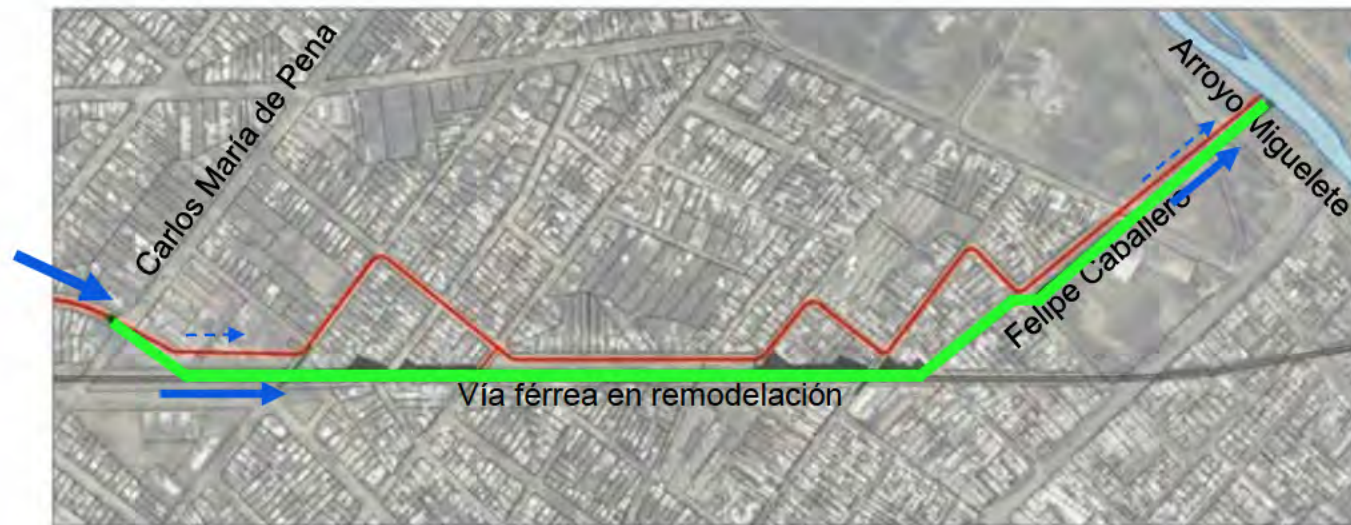 Carlos María de Pena
Arroyo Miguelete
Felipe Caballero
Vía férrea en remodelación